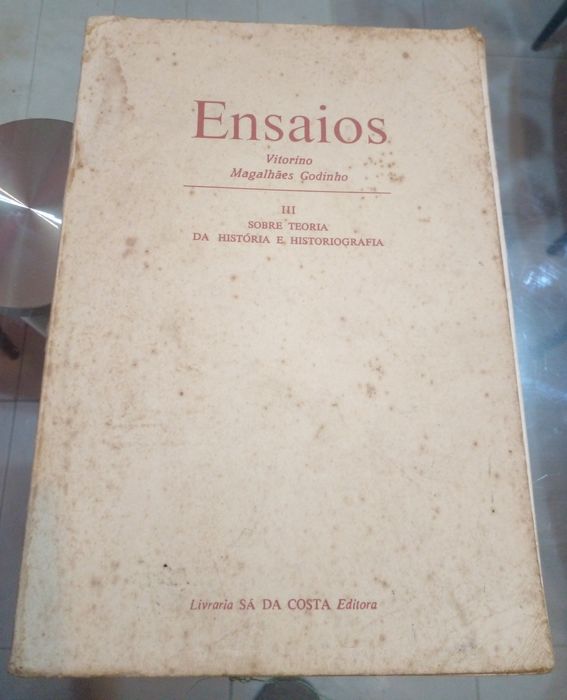 Ensaios
Vitorino
Magalhães Godinho
III
SOBRE TEORIA
DA HISTÓRIA E HISTORIOGRAFIA
Livraria SÁ DA COSTA Editora